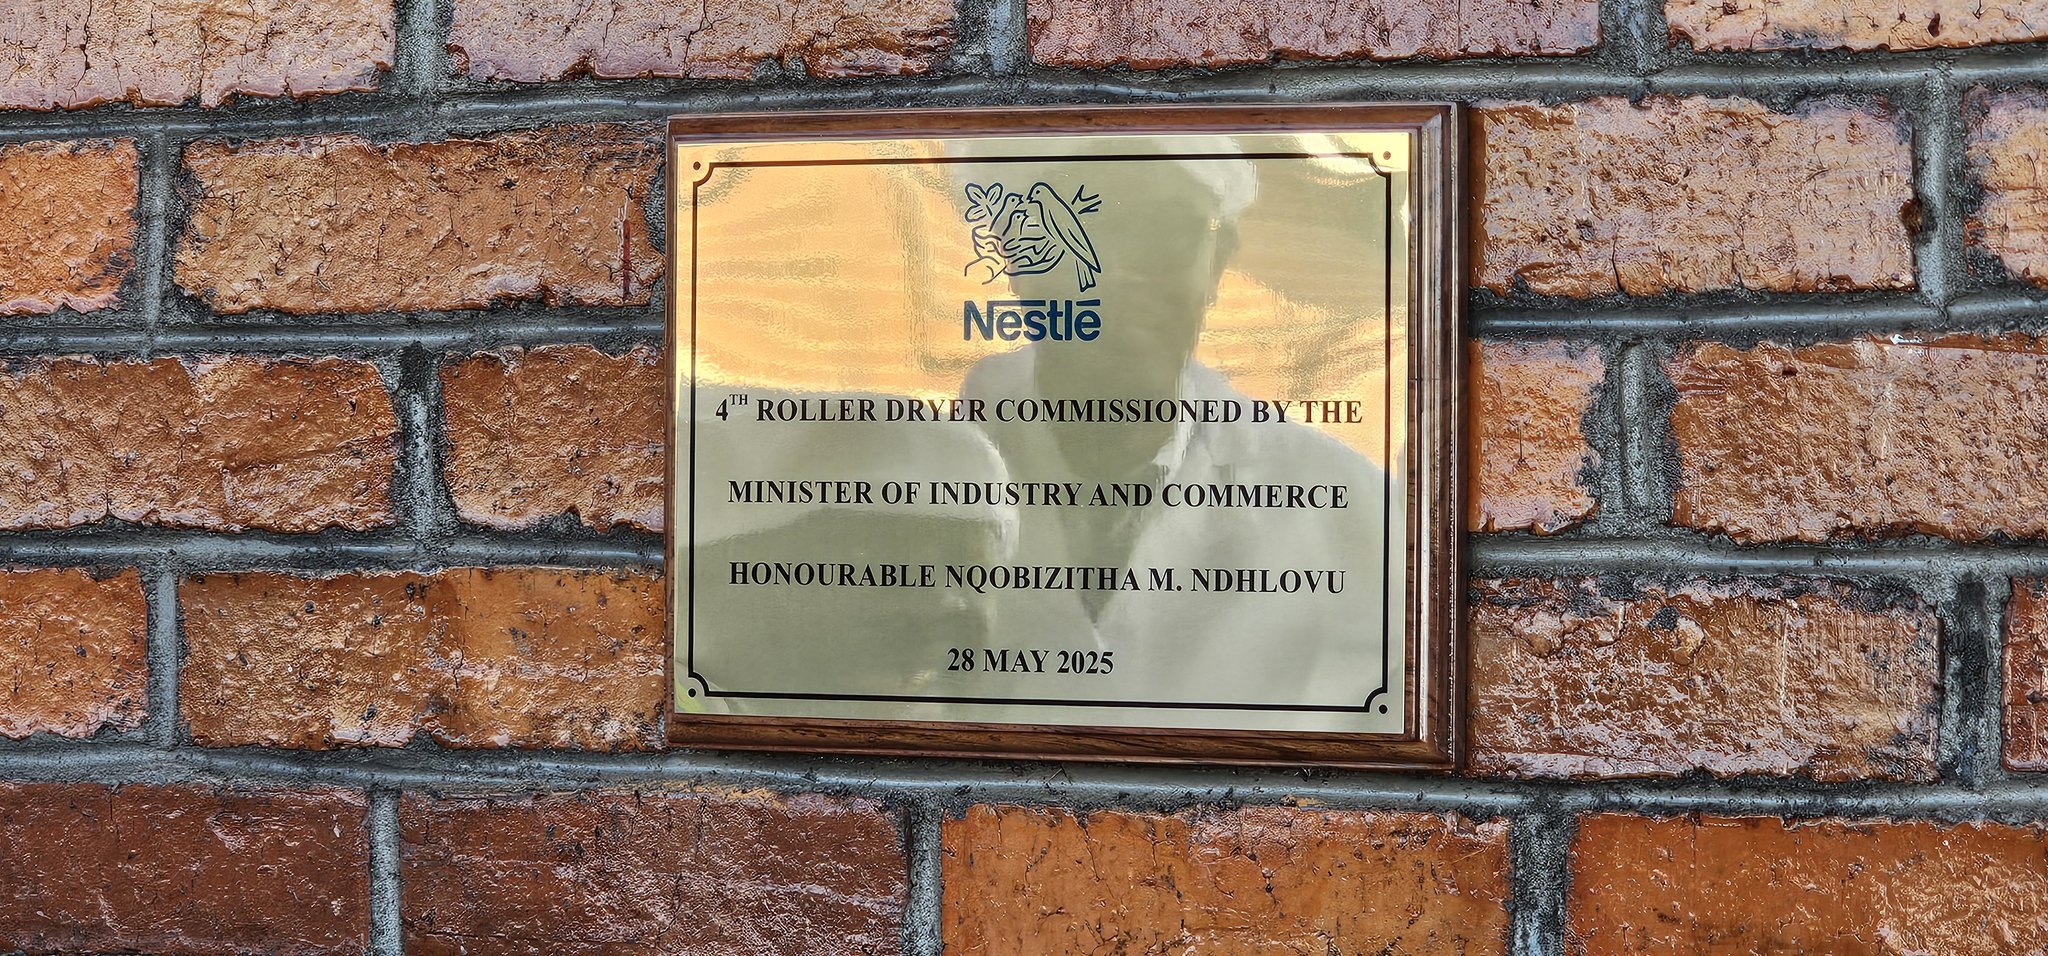 Nestlé
4TH ROLLER DRYER COMMISSIONED BY THE
MINISTER OF INDUSTRY AND COMMERCE
HONOURABLE NQOBIZITHA M. NDHLOVU
28 MAY 2025